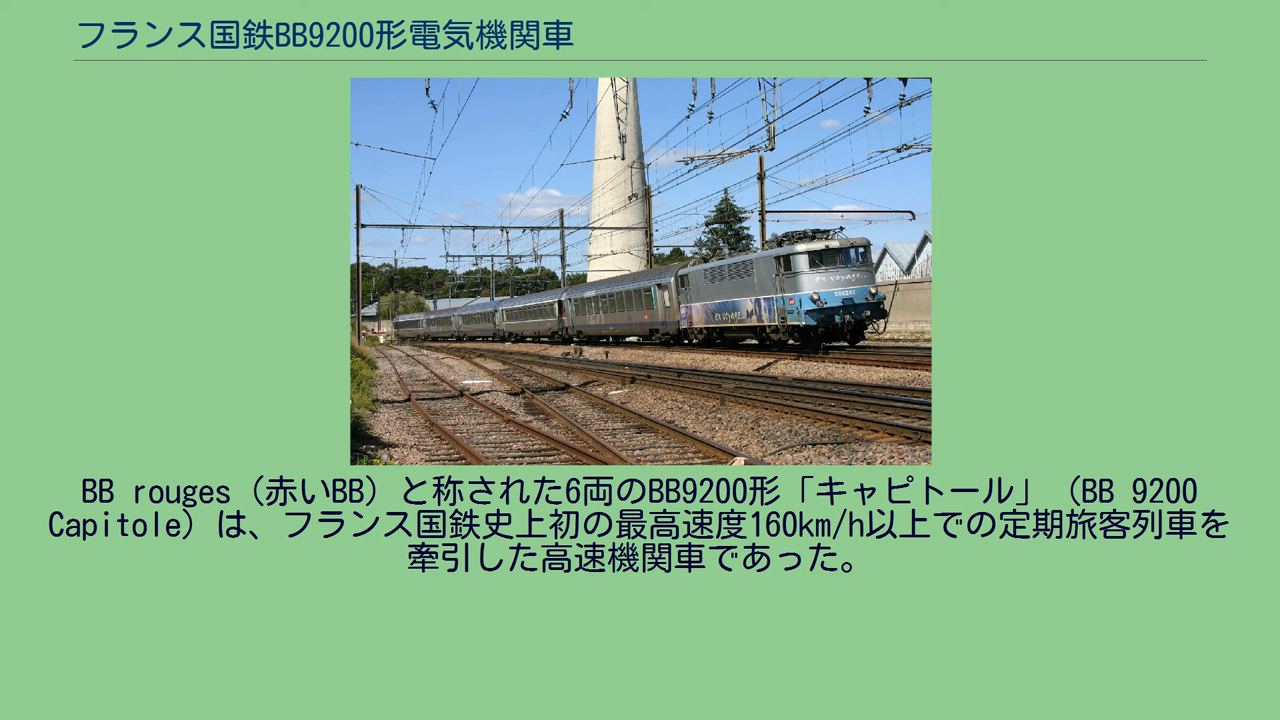 フランス国鉄BB9200形電気機関車
en voyage...
en voyage...
BB rouges（赤いBB）と称された6両のBB9200形「キャピトール」（BB 9200
Capitole）は、フランス国鉄史上初の最高速度160km/h以上での定期旅客列車を
牽引した高速機関車であった。